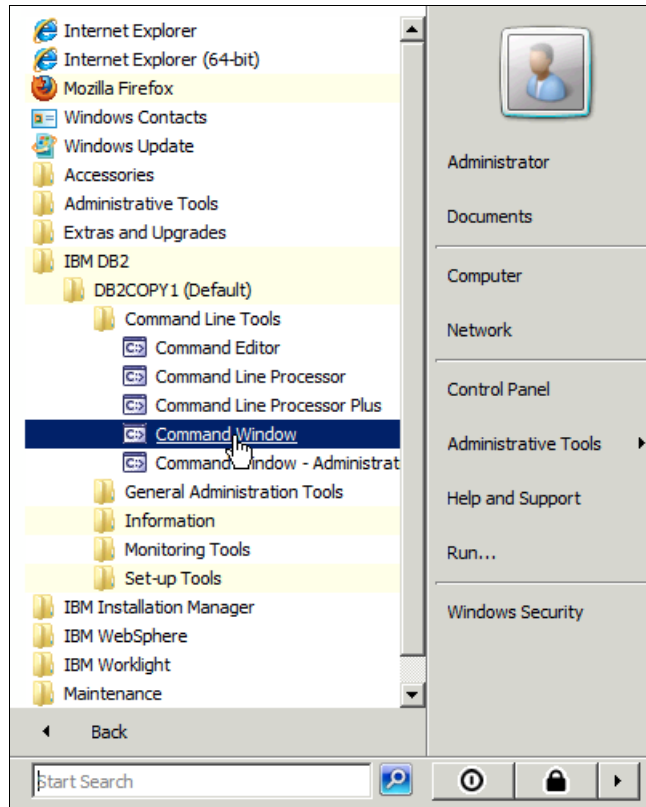 Internet Explorer
Internet Explorer (64-bit)
Mozilla Firefox
Windows Contacts
Windows Update
Accessories
Administrative Tools
Extras and Upgrades
IBM DB2
DB2COPY1 (Default)
Command Line Tools
Command Editor
Command Line Processor
Command Line Processor Plus
Command Window
Command Window - Administrat
General Administration Tools
Information
Monitoring Tools
Set-up Tools
IBM Installation Manager
IBM WebSphere
IBM Worklight
Maintenance
Back
Start Search
Administrator
Documents
Computer
Network
Control Panel
Administrative Tools
Help and Support
Run...
Windows Security